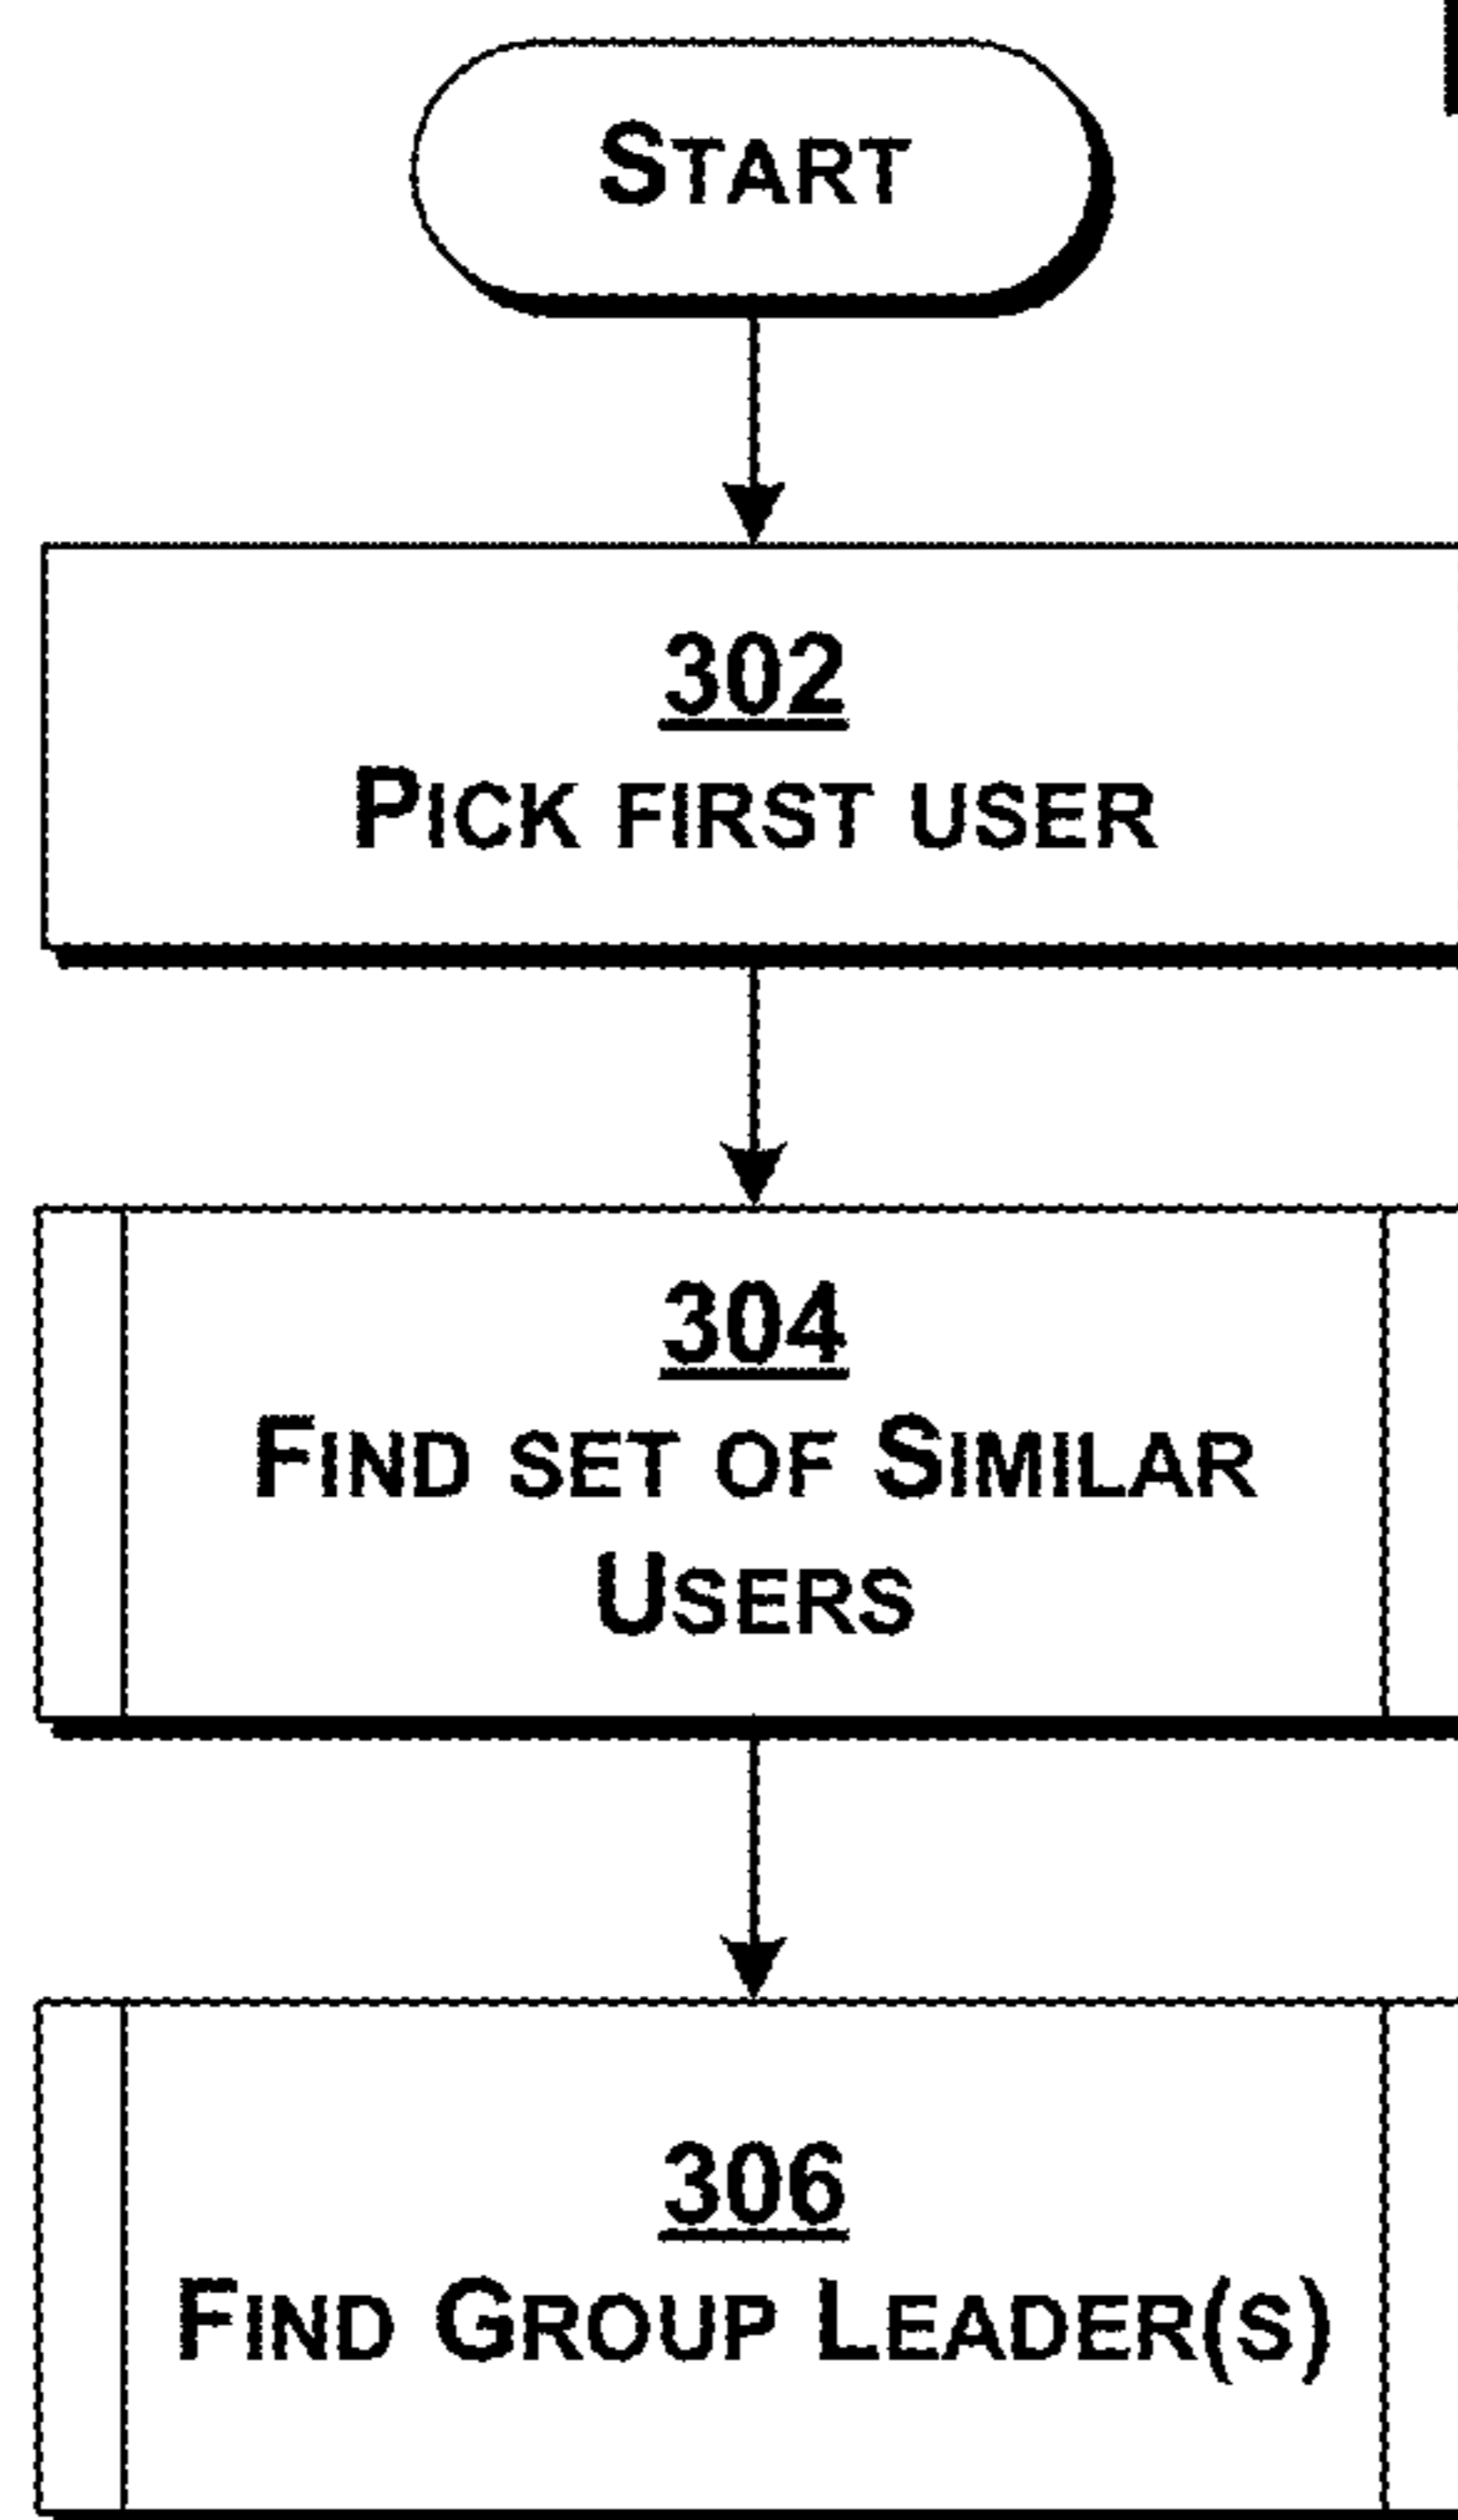 START
302
PICK FIRST USER
304
FIND SET OF SIMILAR
USERS
306
FIND GROUP LEADER(S)